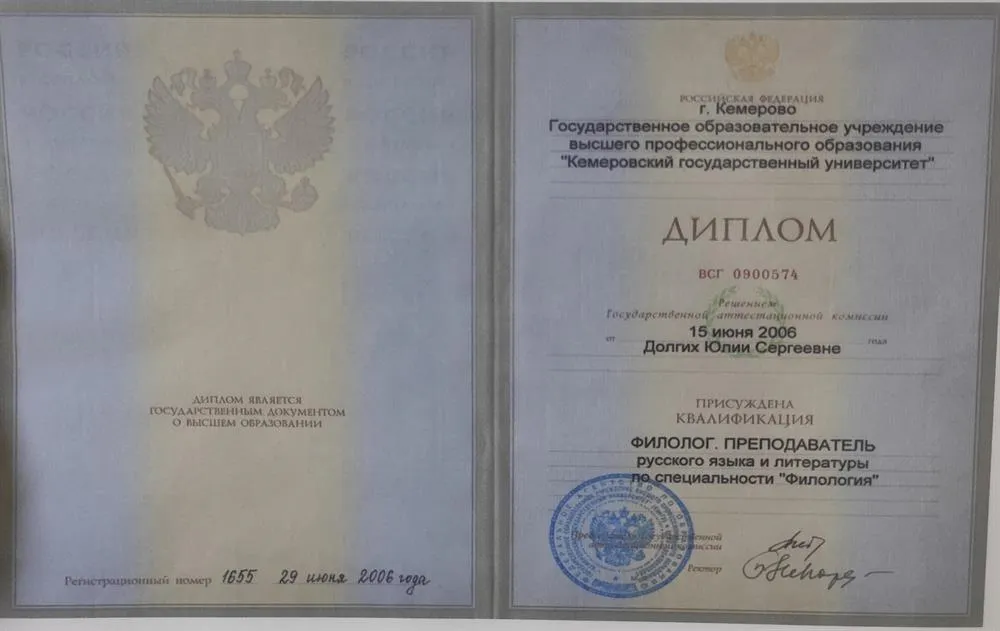 ДИПЛОМ ЯВЛЯЕТСЯ
ГОСУДАРСТВЕННЫМ ДОКУМЕНТОМ
О ВЫСШЕМ ОБРАЗОВАНИИ
Регистрационный номер 1655 29 июня 2006 года
РОССИЙСКАЯ ФЕДЕРАЦИЯ
г. Кемерово
Государственное образовательное учреждение
высшего профессионального образования
"Кемеровский государственный университет"
ДИПЛОМ
ВСГ 0900574
Решением
Государственной аттестационной комиссии
от 15 июня 2006 года
Долгих Юлии Сергеевне
ПРИСУЖДЕНА
КВАЛИФИКАЦИЯ
ФИЛОЛОГ. ПРЕПОДАВАТЕЛЬ
русского языка и литературы
по специальности "Филология"
Государственной
комиссии
Ректор